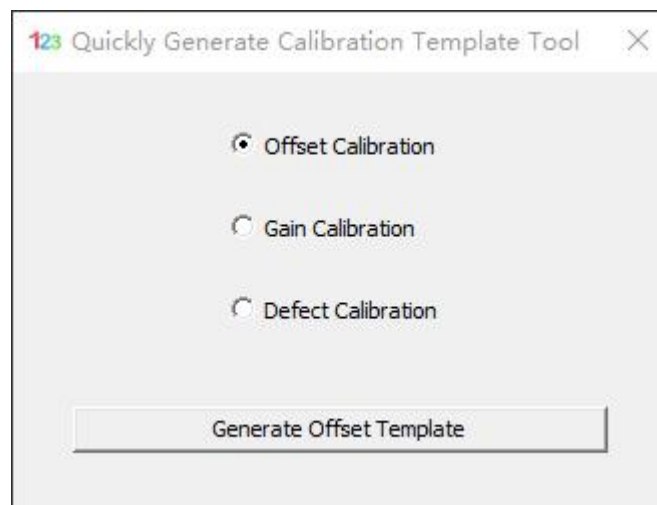 123 Quickly Generate Calibration Template Tool
Offset Calibration
Gain Calibration
Defect Calibration
Generate Offset Template